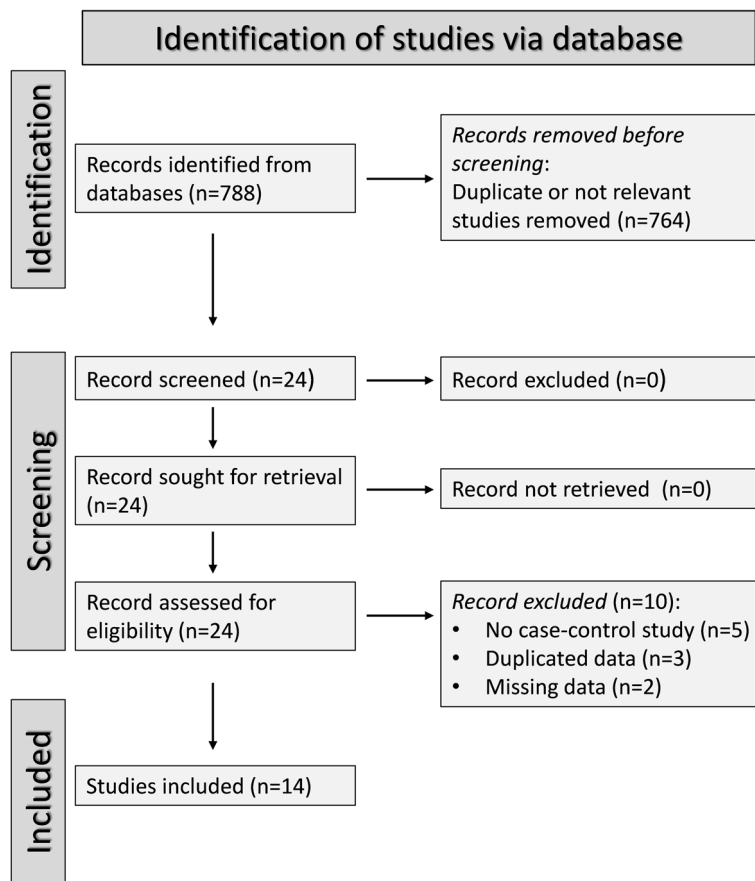 Identification of studies via database
Identification
Records identified from
databases (n=788)
Records removed before
screening:
Duplicate or not relevant
studies removed (n=764)
Screening
Record screened (n=24)
Record excluded (n=0)
Record sought for retrieval
(n=24)
Record not retrieved (n=0)
Record assessed for
eligibility (n=24)
Record excluded (n=10):
• No case-control study (n=5)
• Duplicated data (n=3)
• Missing data (n=2)
Included
Studies included (n=14)